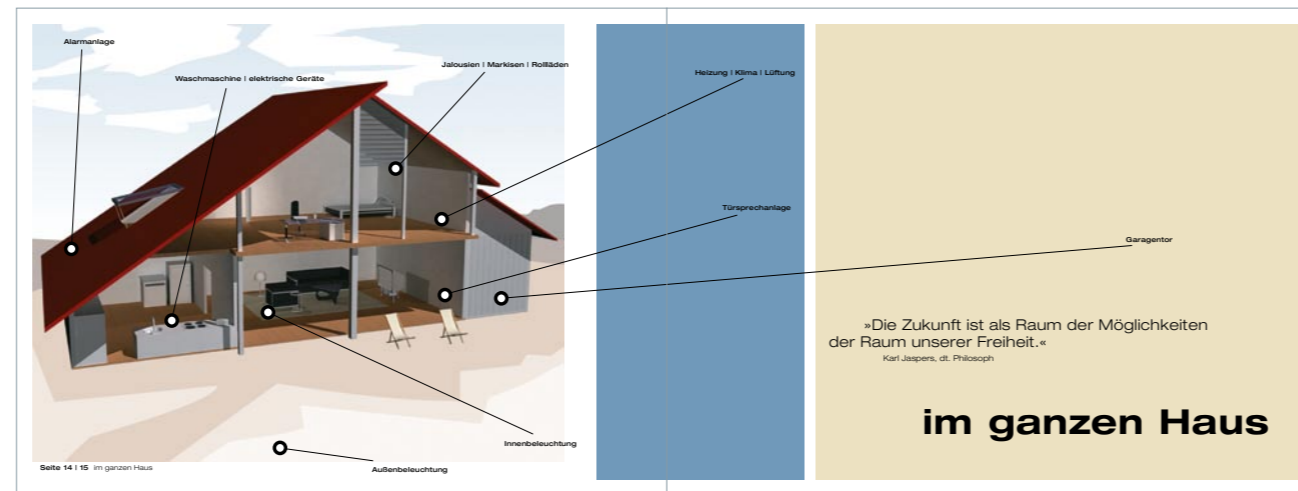 Alarmanlage
Waschmaschine | elektrische Geräte
Jalousien | Markisen | Rollläden
Heizung | Klima | Lüftung
Türsprechanlage
Garagentor
»Die Zukunft ist als Raum der Möglichkeiten
der Raum unserer Freiheit.«
Karl Jaspers, dt. Philosoph
im ganzen Haus
Innenbeleuchtung
Außenbeleuchtung
Seite 14 | 15 im ganzen Haus